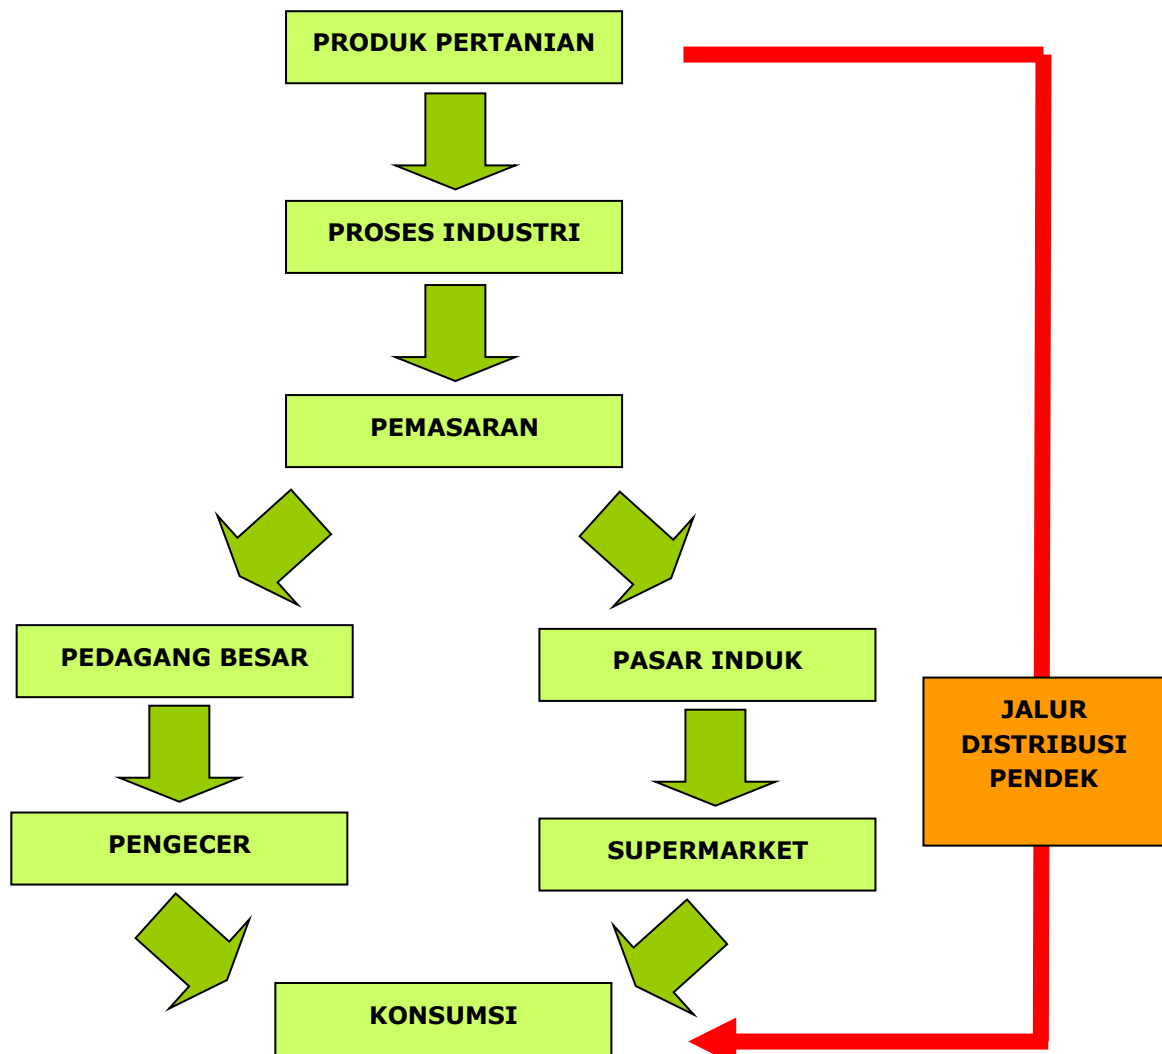 PRODUK PERTANIAN
PROSES INDUSTRI
PEMASARAN
PEDAGANG BESAR
PASAR INDUK
JALUR
DISTRIBUSI
PENDEK
PENGECER
SUPERMARKET
KONSUMSI